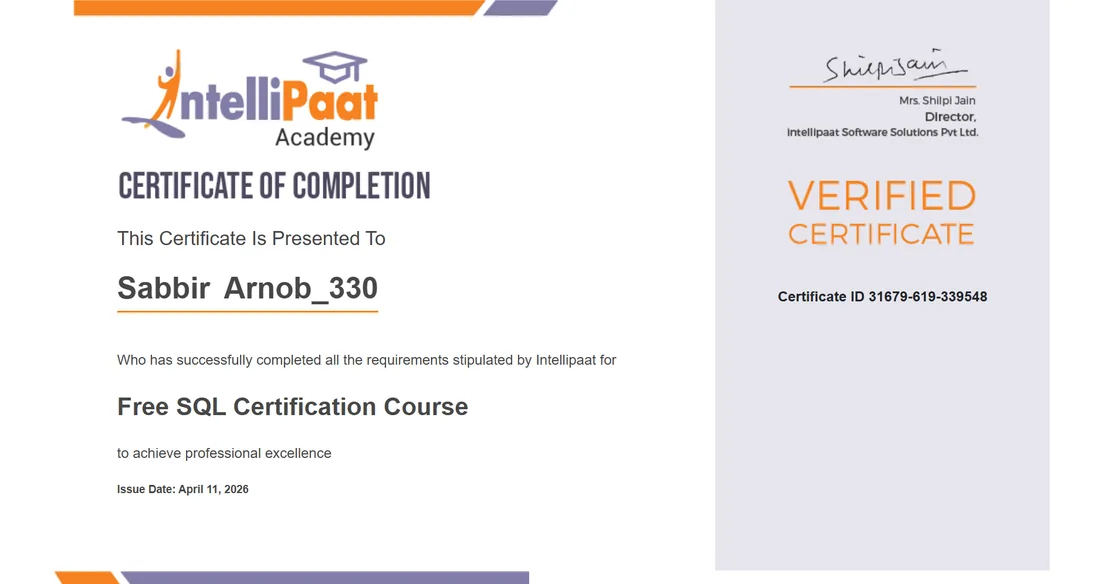 IntelliPaat
Academy
CERTIFICATE OF COMPLETION
This Certificate Is Presented To
Sabbir Arnob_330
Who has successfully completed all the requirements stipulated by Intellipaat for
Free SQL Certification Course
to achieve professional excellence
Issue Date: April 11, 2026
Shilpi Jain
Mrs. Shilpi Jain
Director,
Intellipaat Software Solutions Pvt Ltd.
VERIFIED
CERTIFICATE
Certificate ID 31679-619-339548